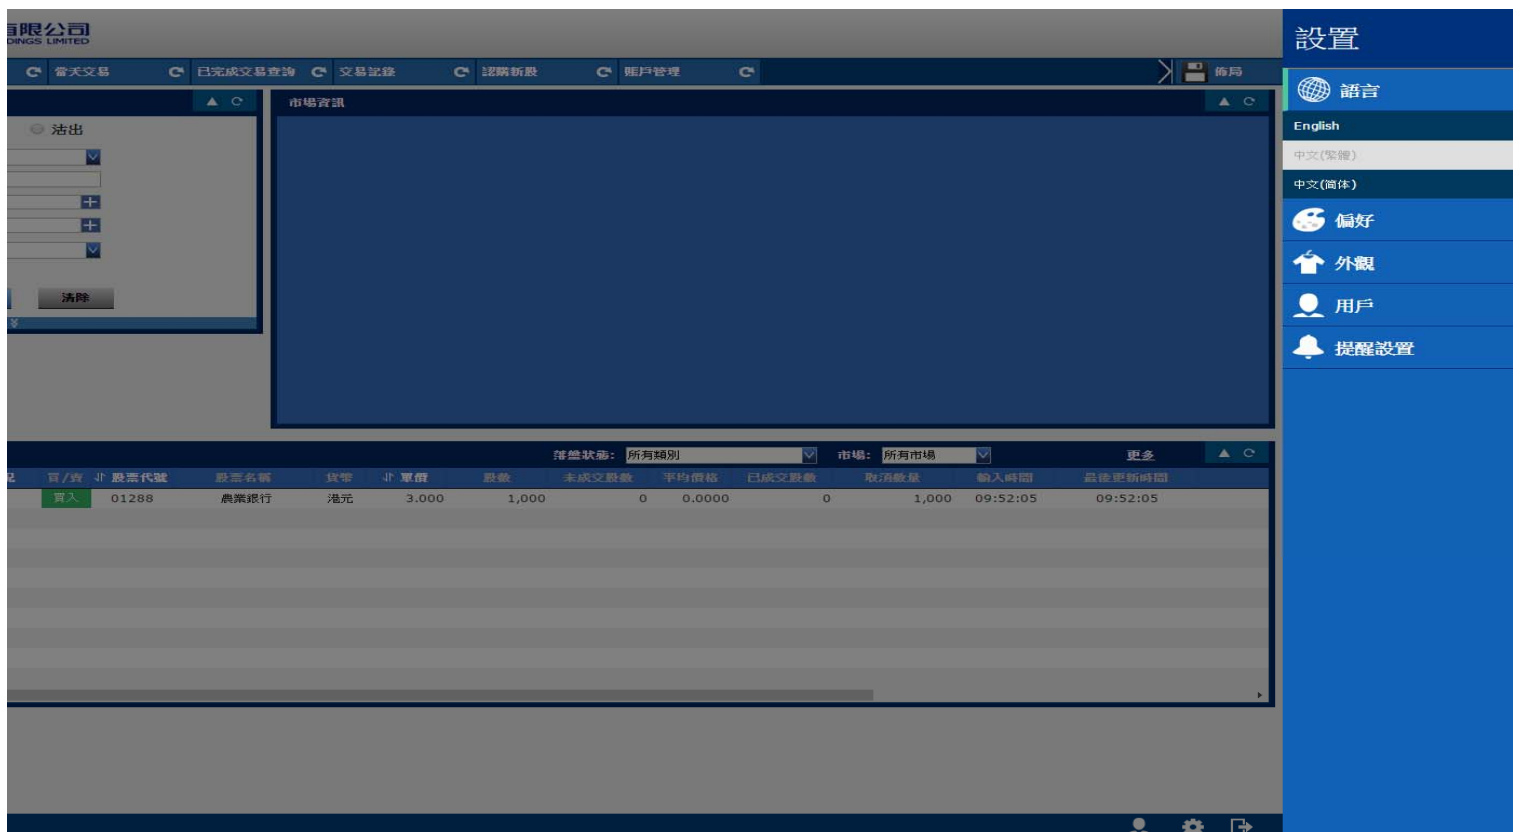 有限公司
DINGS LIMITED
設置
當天交易 已完成交易查詢 交易記錄 認購新股 賬戶管理 佈局
語言
市場資訊
English
沽出
中文(繁體)
中文(简体)
偏好
外觀
清除
用戶
提醒設置
落盤狀態: 所有類別 市場: 所有市場 更多
買/賣 股票代號 股票名稱 貨幣 單價 股數 未成交股數 平均價格 已成交股數 取消數量 輸入時間 最後更新時間
買入 01288 農業銀行 港元 3.000 1,000 0 0.0000 0 1,000 09:52:05 09:52:05